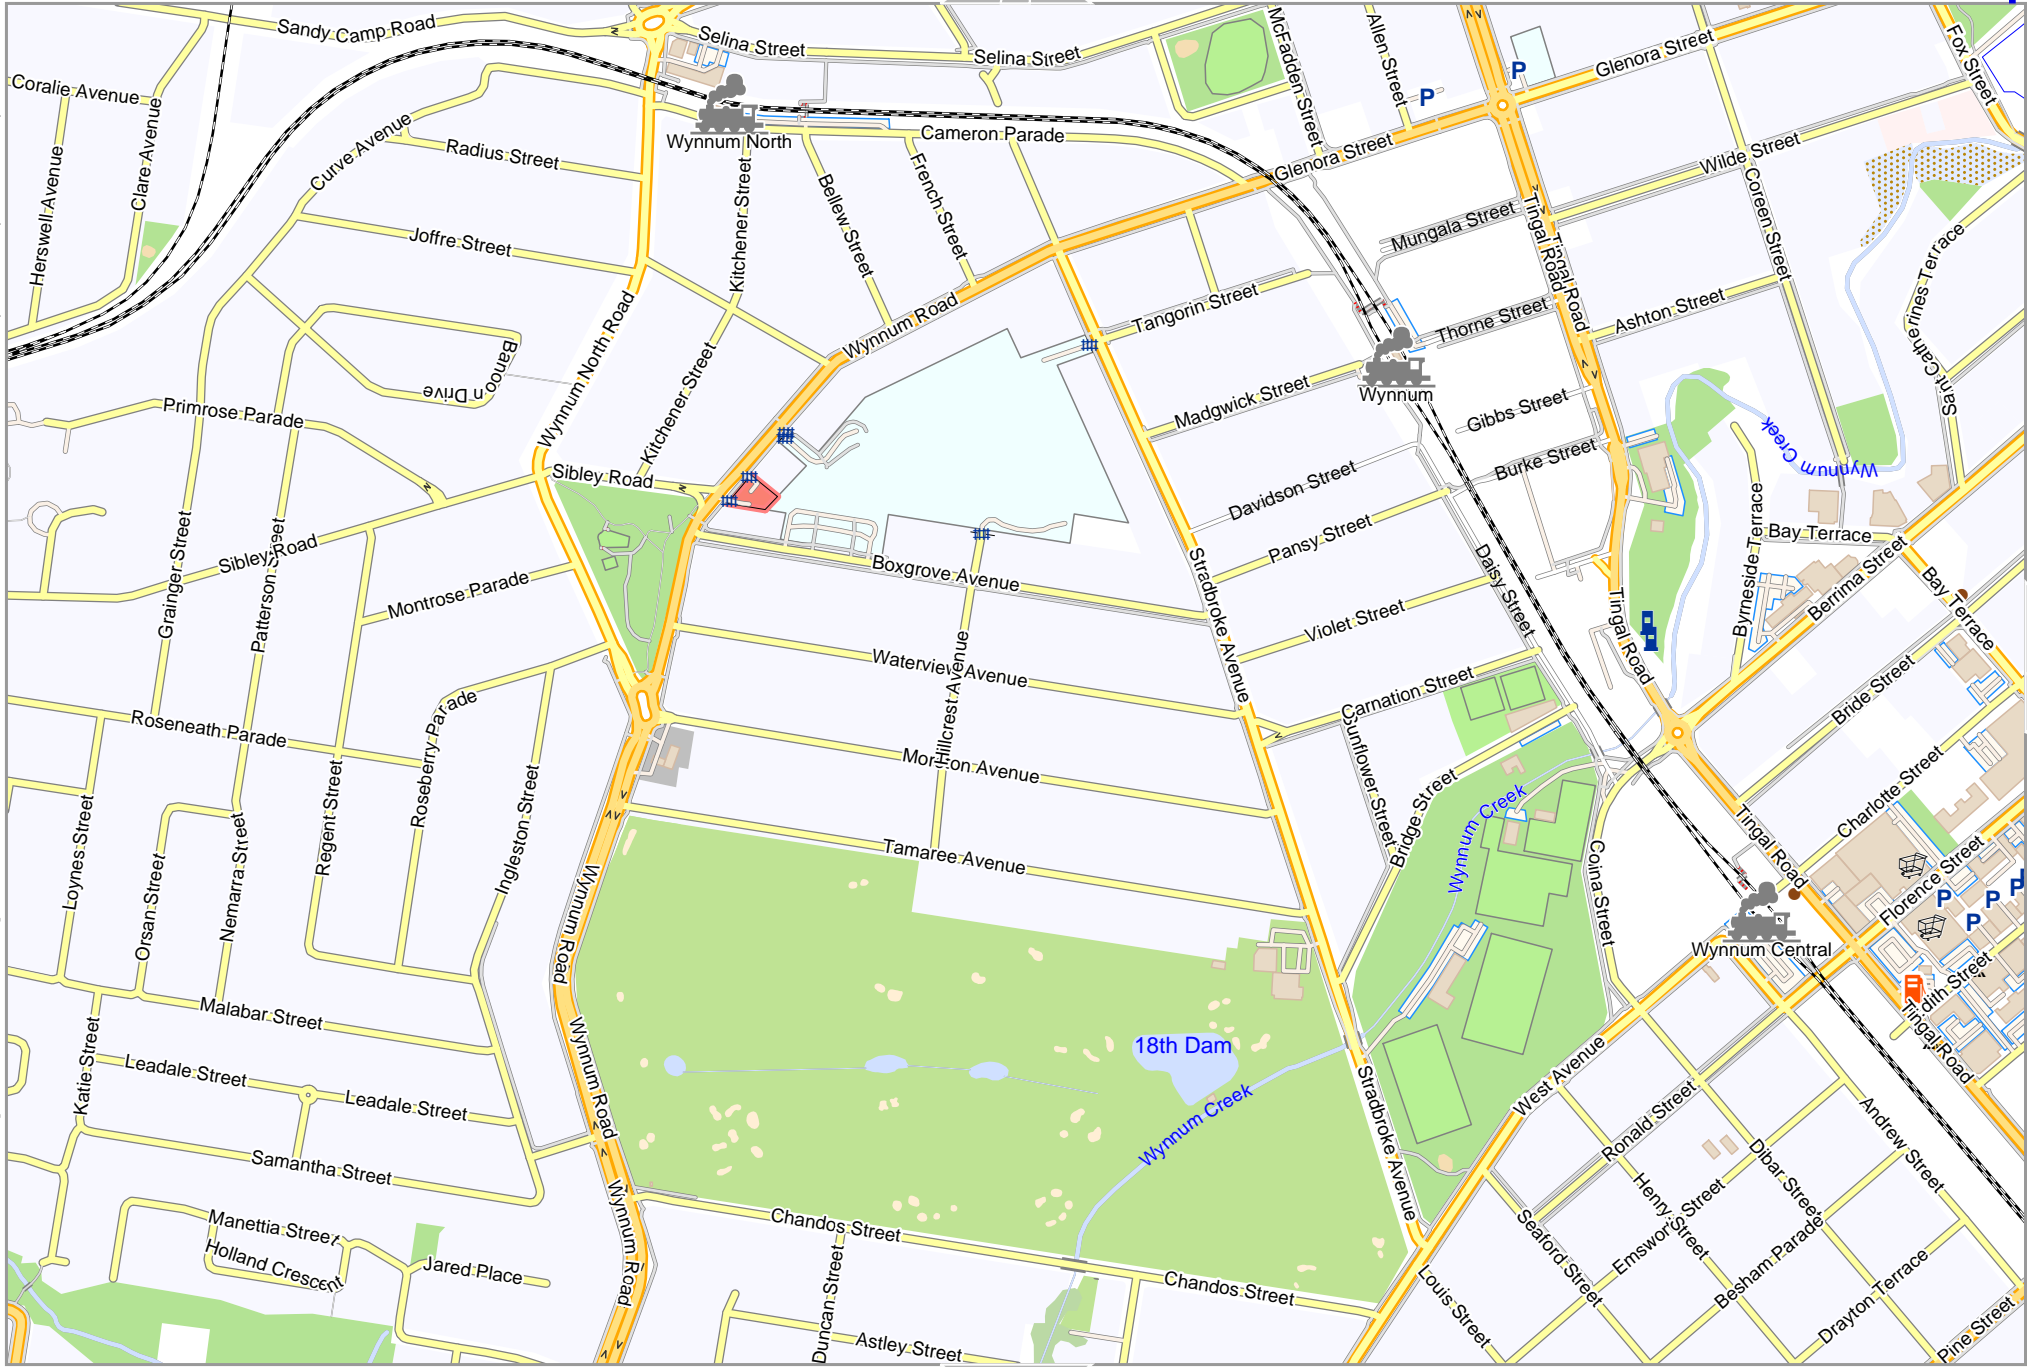 Sandy Camp Road
Selina Street
Selina Street
McFadden Street
Allen Street
Glenora Street
Fox Street
Coralie Avenue
Clare Avenue
Herswell Avenue
Curve Avenue
Radius Street
Wynnum North
Cameron Parade
Kitchener Street
Bellew Street
French Street
Glenora Street
P
P
Wilde Street
Coreen Street
Mungala Street
Tingal Road
Tingal Road
Joffre Street
Wynnum North Road
Wynnum Road
Tangorin Street
Thorne Street
Ashton Street
Saint Catherines Terrace
Banoon Drive
Primrose Parade
Kitchener Street
Madgwick Street
Wynnum
Gibbs Street
Burke Street
Wynnum Creek
Sibley Road
Sibley Road
Davidson Street
Pansy Street
Daisy Street
Bay Terrace
Bay Terrace
Byrneside Terrace
Berrima Street
Grainger Street
Patterson Street
Montrose Parade
Boxgrove Avenue
Stradbroke Avenue
Violet Street
Tingal Road
Waterview Avenue
Hillcrest Avenue
Carnation Street
Bride Street
Roseneath Parade
Roseberry Parade
Moreton Avenue
Sunflower Street
Bridge Street
Wynnum Creek
Charlotte Street
Tingal Road
Loynes Street
Orsan Street
Nemarra Street
Regent Street
Ingleston Street
Tamaree Avenue
Colina Street
Florence Street
P
P
P
P
Wynnum Road
Wynnum Central
Edith Street
Tingal Road
Malabar Street
Wynnum Road
18th Dam
Wynnum Creek
Stradbroke Avenue
West Avenue
Ronald Street
Andrew Street
Katie Street
Leadale Street
Leadale Street
Samantha Street
Dibar Street
Henry Street
Emsworth Street
Seaford Street
Besham Parade
Drayton Terrace
Pine Street
Manettia Street
Holland Crescent
Jared Place
Wynnum Road
Chandos Street
Chandos Street
Duncan Street
Astley Street
Louis Street